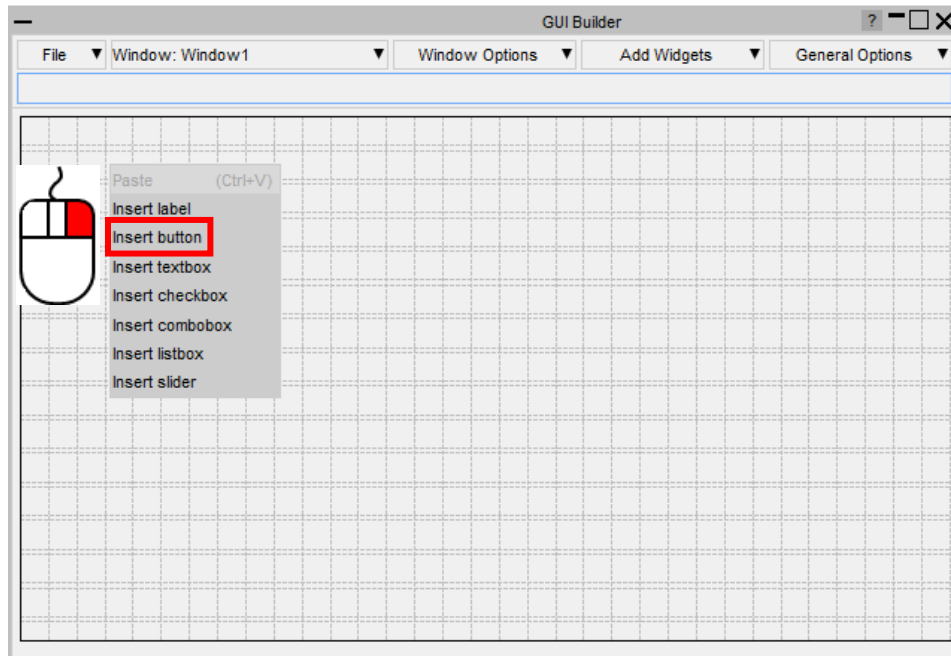 GUI Builder
?
File Window: Window1 Window Options Add Widgets General Options
Paste (Ctrl+V)
Insert label
Insert button
Insert textbox
Insert checkbox
Insert combobox
Insert listbox
Insert slider